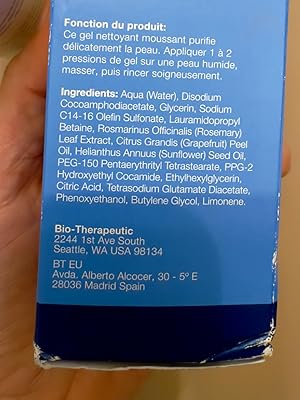 Fonction du produit:
Ce gel nettoyant moussant purifie
délicatement la peau. Appliquer 1 à 2
pressions de gel sur une peau humide,
masser, puis rincer soigneusement.
Ingredients: Aqua (Water), Disodium
Cocoamphodiacetate, Glycerin, Sodium
C14-16 Olefin Sulfonate, Lauramidopropyl
Betaine, Rosmarinus Officinalis (Rosemary)
Leaf Extract, Citrus Grandis (Grapefruit) Peel
Oil, Helianthus Annuus (Sunflower) Seed Oil,
PEG-150 Pentaerythrityl Tetrastearate, PPG-2
Hydroxyethyl Cocamide, Ethylhexylglycerin,
Citric Acid, Tetrasodium Glutamate Diacetate,
Phenoxyethanol, Butylene Glycol, Limonene.
Bio-Therapeutic
2244 1st Ave South
Seattle, WA USA 98134
BT EU
Avda. Alberto Alcocer, 30 - 5º E
28036 Madrid Spain